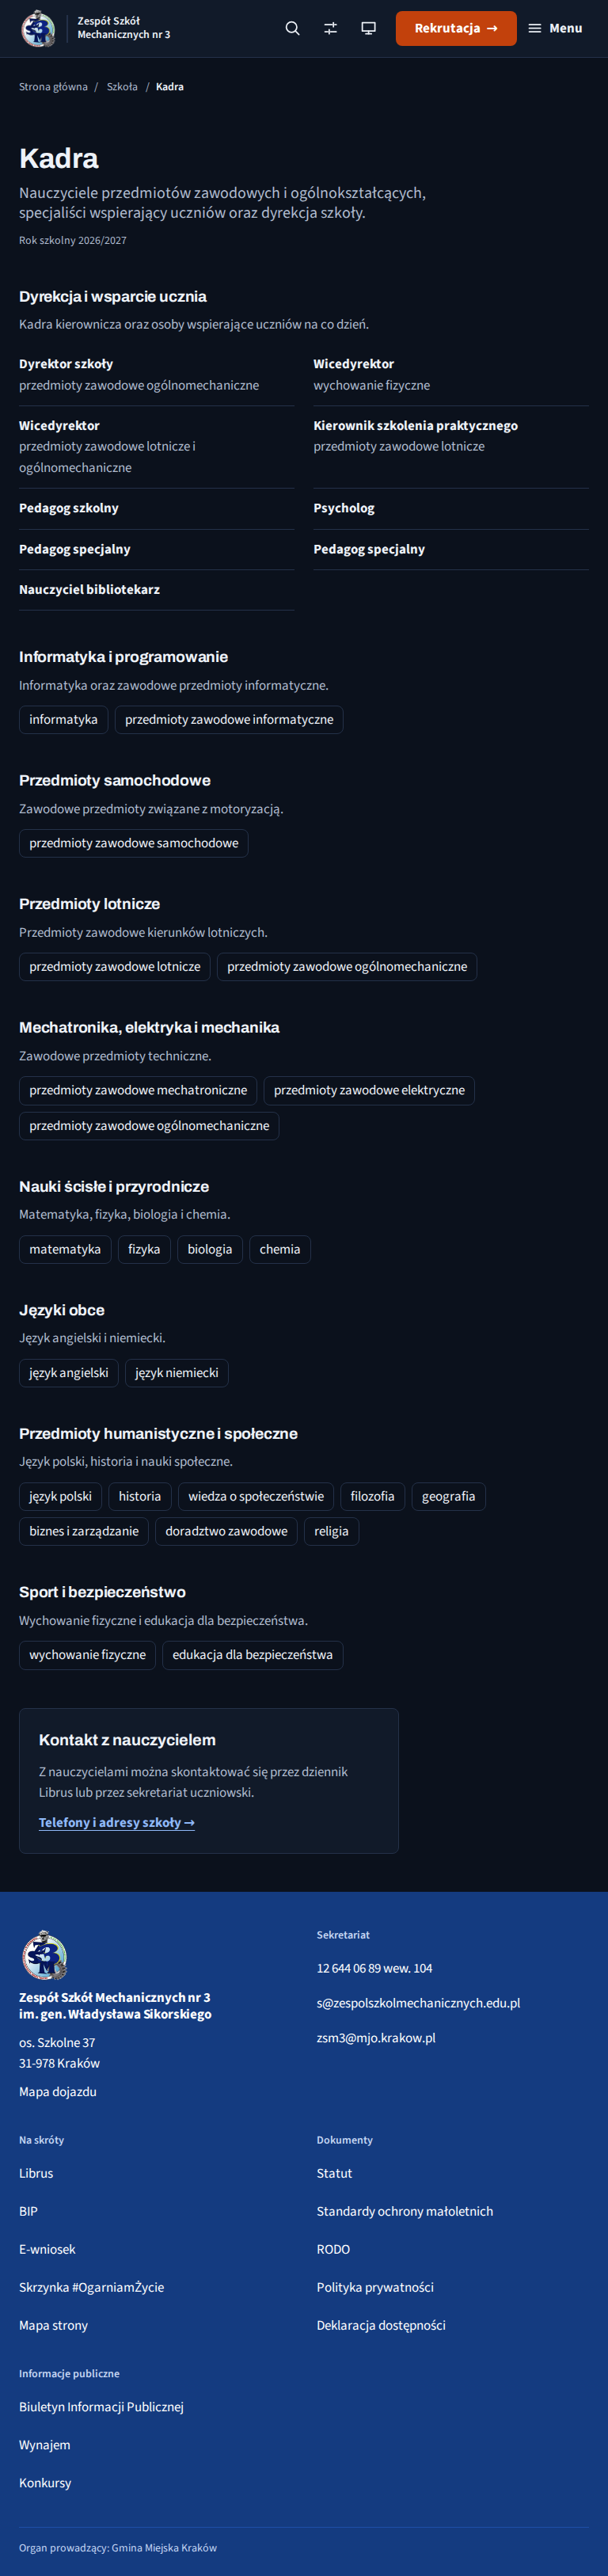 Zespół Szkół
Mechanicznych nr 3
Rekrutacja →
Menu
Strona główna / Szkoła / Kadra
Kadra
Nauczyciele przedmiotów zawodowych i ogólnokształcących,
specjaliści wspierający uczniów oraz dyrekcja szkoły.
Rok szkolny 2026/2027
Dyrekcja i wsparcie ucznia
Kadra kierownicza oraz osoby wspierające uczniów na co dzień.
Dyrektor szkoły
przedmioty zawodowe ogólnomechaniczne
Wicedyrektor
wychowanie fizyczne
Wicedyrektor
przedmioty zawodowe lotnicze i
ogólnomechaniczne
Kierownik szkolenia praktycznego
przedmioty zawodowe lotnicze
Pedagog szkolny
Psycholog
Pedagog specjalny
Pedagog specjalny
Nauczyciel bibliotekarz
Informatyka i programowanie
Informatyka oraz zawodowe przedmioty informatyczne.
informatyka
przedmioty zawodowe informatyczne
Przedmioty samochodowe
Zawodowe przedmioty związane z motoryzacją.
przedmioty zawodowe samochodowe
Przedmioty lotnicze
Przedmioty zawodowe kierunków lotniczych.
przedmioty zawodowe lotnicze
przedmioty zawodowe ogólnomechaniczne
Mechatronika, elektryka i mechanika
Zawodowe przedmioty techniczne.
przedmioty zawodowe mechatroniczne
przedmioty zawodowe elektryczne
przedmioty zawodowe ogólnomechaniczne
Nauki ścisłe i przyrodnicze
Matematyka, fizyka, biologia i chemia.
matematyka
fizyka
biologia
chemia
Języki obce
Język angielski i niemiecki.
język angielski
język niemiecki
Przedmioty humanistyczne i społeczne
Język polski, historia i nauki społeczne.
język polski
historia
wiedza o społeczeństwie
filozofia
geografia
biznes i zarządzanie
doradztwo zawodowe
religia
Sport i bezpieczeństwo
Wychowanie fizyczne i edukacja dla bezpieczeństwa.
wychowanie fizyczne
edukacja dla bezpieczeństwa
Kontakt z nauczycielem
Z nauczycielami można skontaktować się przez dziennik
Librus lub przez sekretariat uczniowski.
Telefony i adresy szkoły →
Zespół Szkół Mechanicznych nr 3
im. gen. Władysława Sikorskiego
os. Szkolne 37
31-978 Kraków
Mapa dojazdu
Sekretariat
12 644 06 89 wew. 104
s@zespolszkolmechanicznych.edu.pl
zsm3@mjo.krakow.pl
Na skróty
Librus
BIP
E-wniosek
Skrzynka #OgarniamŻycie
Mapa strony
Dokumenty
Statut
Standardy ochrony małoletnich
RODO
Polityka prywatności
Deklaracja dostępności
Informacje publiczne
Biuletyn Informacji Publicznej
Wynajem
Konkursy
Organ prowadzący: Gmina Miejska Kraków